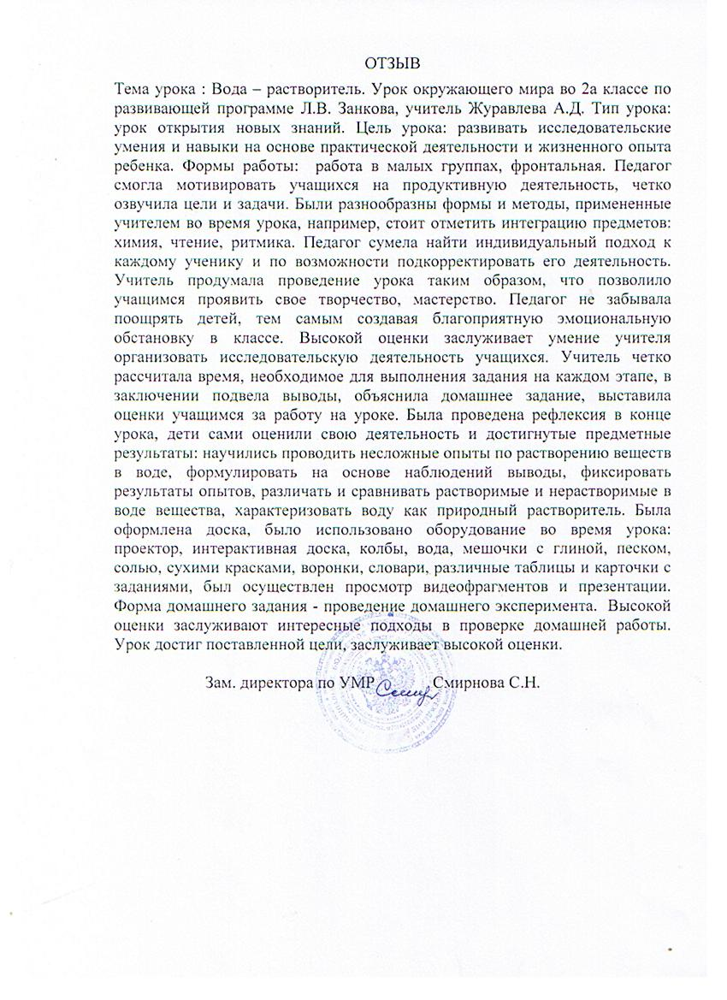 ОТЗЫВ
Тема урока : Вода – растворитель. Урок окружающего мира во 2а классе по
развивающей программе Л.В. Занкова, учитель Журавлева А.Д. Тип урока:
урок открытия новых знаний. Цель урока: развивать исследовательские
умения и навыки на основе практической деятельности и жизненного опыта
ребенка. Формы работы: работа в малых группах, фронтальная. Педагог
смогла мотивировать учащихся на продуктивную деятельность, четко
озвучила цели и задачи. Были разнообразны формы и методы, примененные
учителем во время урока, например, стоит отметить интеграцию предметов:
химия, чтение, ритмика. Педагог сумела найти индивидуальный подход к
каждому ученику и по возможности подкорректировать его деятельность.
Учитель продумала проведение урока таким образом, что позволило
учащимся проявить свое творчество, мастерство. Педагог не забывала
поощрять детей, тем самым создавая благоприятную эмоциональную
обстановку в классе. Высокой оценки заслуживает умение учителя
организовать исследовательскую деятельность учащихся. Учитель четко
рассчитала время, необходимое для выполнения задания на каждом этапе, в
заключении подвела выводы, объяснила домашнее задание, выставила
оценки учащимся за работу на уроке. Была проведена рефлексия в конце
урока, дети сами оценили свою деятельность и достигнутые предметные
результаты: научились проводить несложные опыты по растворению веществ
в воде, формулировать на основе наблюдений выводы, фиксировать
результаты опытов, различать и сравнивать растворимые и нерастворимые в
воде вещества, характеризовать воду как природный растворитель. Была
оформлена доска, было использовано оборудование во время урока:
проектор, интерактивная доска, колбы, вода, мешочки с глиной, песком,
солью, сухими красками, воронки, словари, различные таблицы и карточки с
заданиями, был осуществлен просмотр видеофрагментов и презентации.
Форма домашнего задания - проведение домашнего эксперимента. Высокой
оценки заслуживают интересные подходы в проверке домашней работы.
Урок достиг поставленной цели, заслуживает высокой оценки.
Зам. директора по УМР Смирнова С.Н.